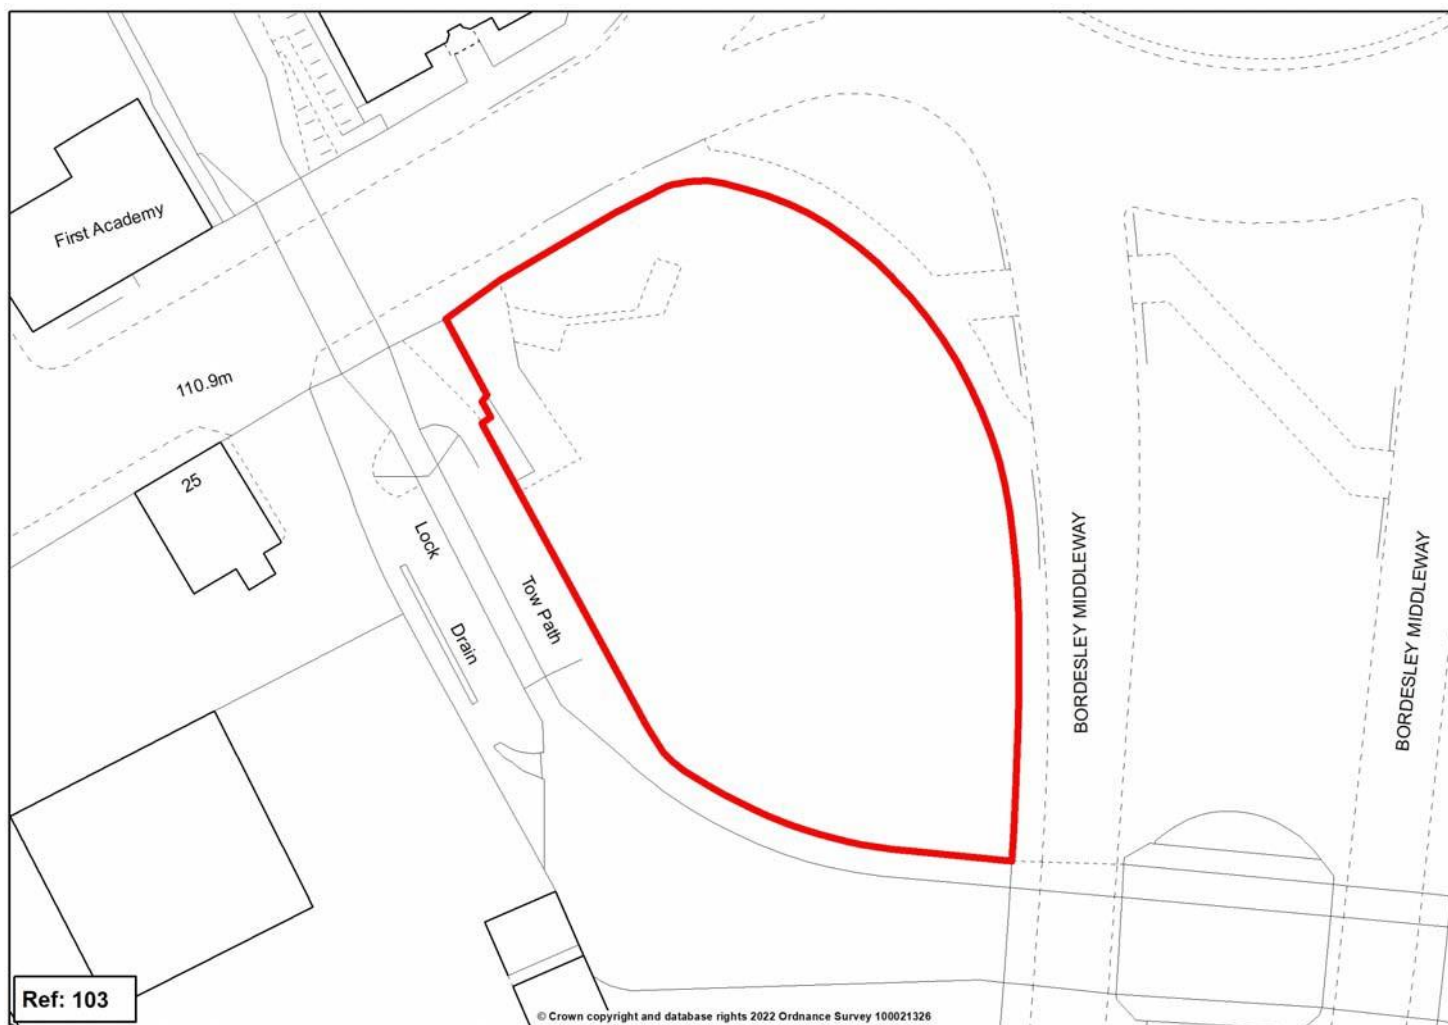 First Academy
110.9m
25
Lock
Drain
Tow Path
BORDESLEY MIDDLEWAY
BORDESLEY MIDDLEWAY
Ref: 103
© Crown copyright and database rights 2022 Ordnance Survey 100021326